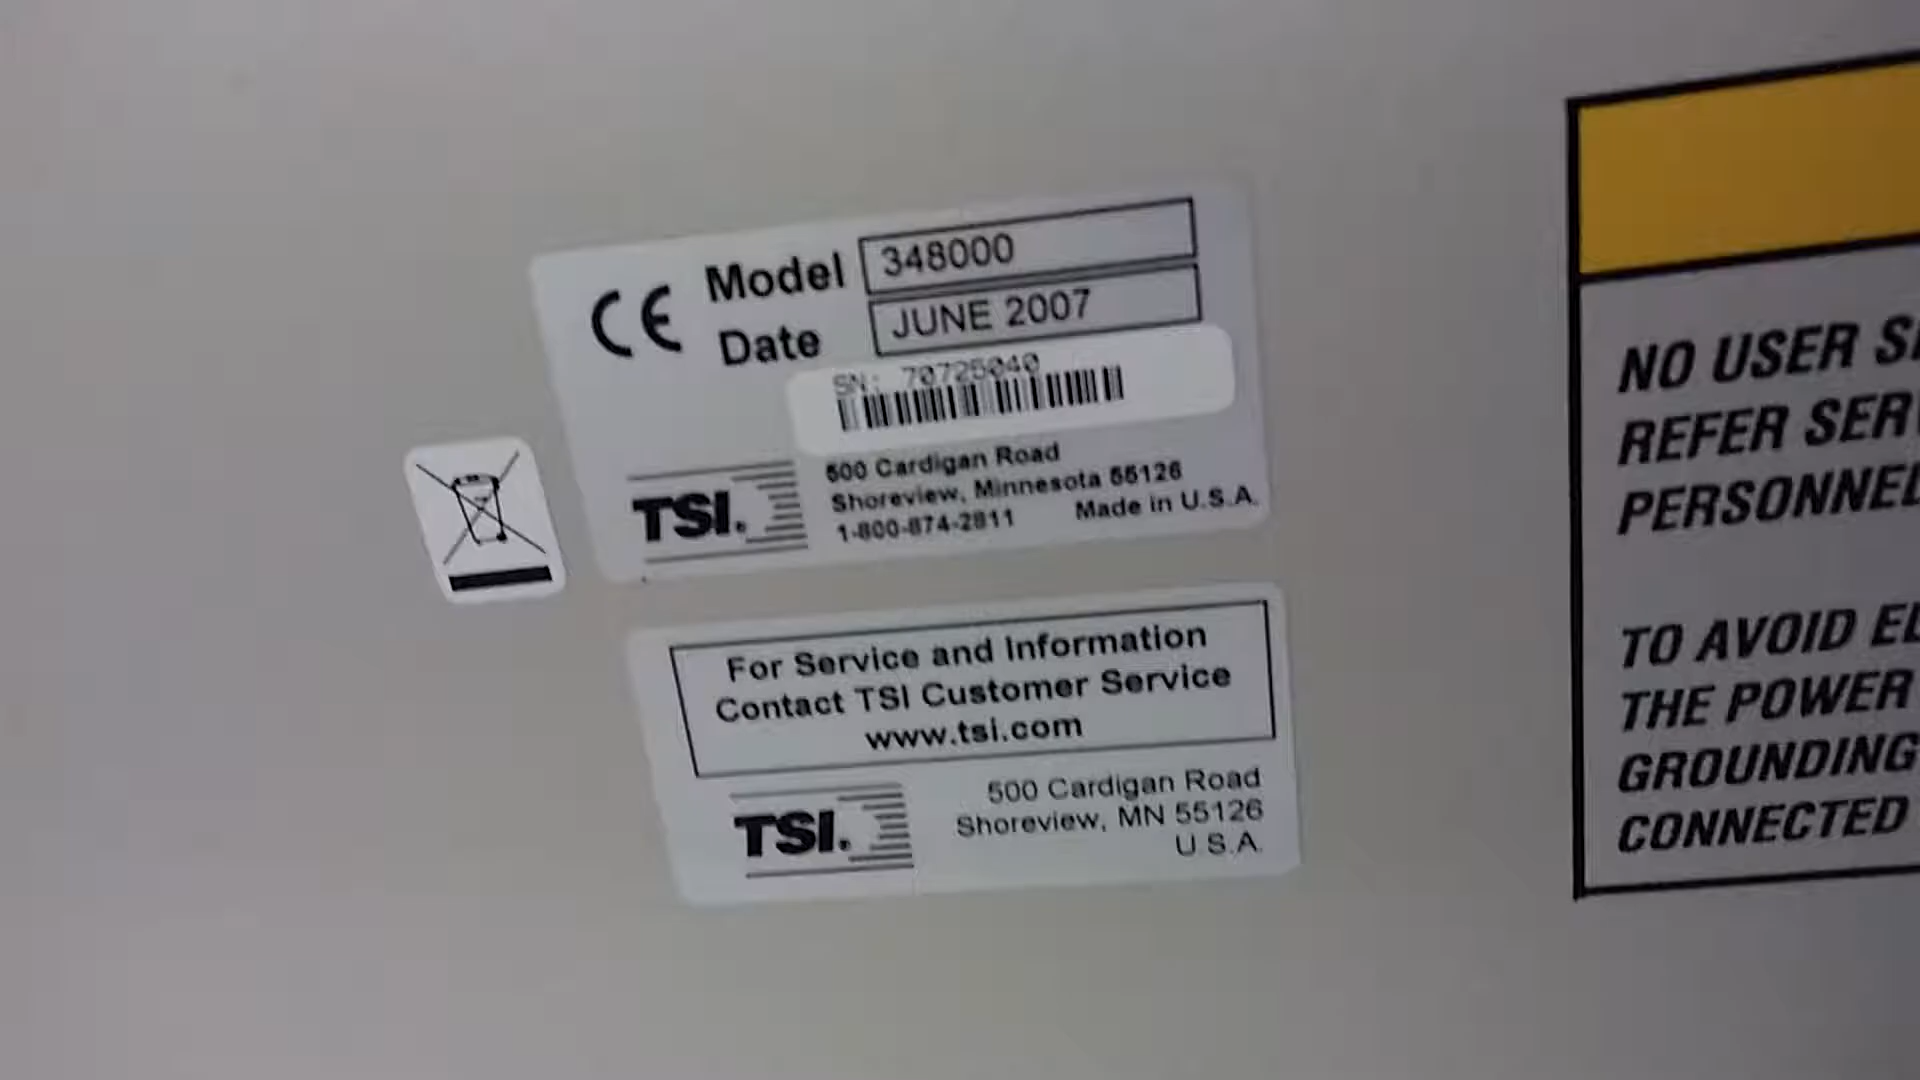 CE Model 348000
Date JUNE 2007
SN: 70725040
500 Cardigan Road
Shoreview, Minnesota 55126
1-800-874-2811 Made in U.S.A.
TSI.
For Service and Information
Contact TSI Customer Service
www.tsi.com
TSI.
500 Cardigan Road
Shoreview, MN 55126
U.S.A.
NO USER
REFER
PERSONNEL
TO AVOID
THE POWER
GROUNDING
CONNECTED